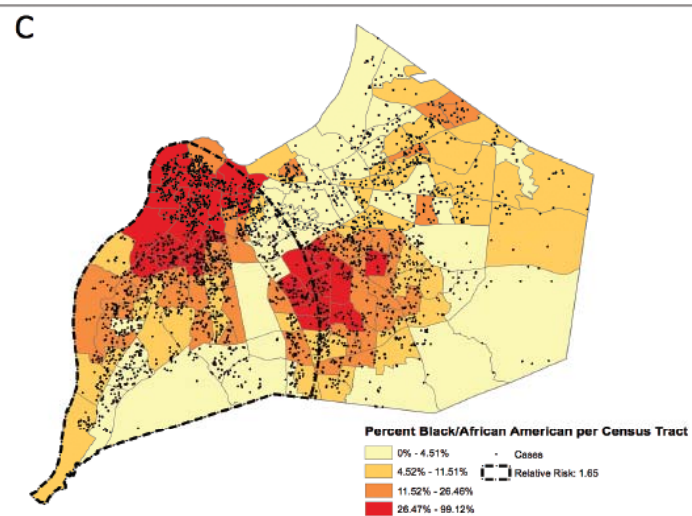 C
Percent Black/African American per Census Tract
0% - 4.51%
4.52% - 11.51%
11.52% - 26.46%
26.47% - 99.12%
Cases
Relative Risk: 1.65